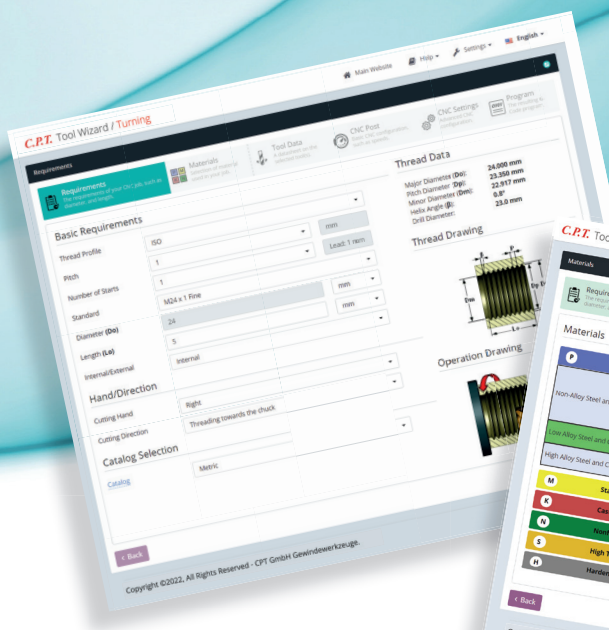 Main Website
Help
Settings
English
C.P.T. Tool Wizard / Turning
Requirements
Requirements
The requirements of your CNC job, such as
diameter, and length.
Materials
Tool Data
CNC Post
CNC Settings
Advanced CNC
configuration.
Program
Basic Requirements
Thread Profile
ISO
Pitch
1
mm
Number of Starts
1
Lead: 1 mm
Standard
M24 x 1 Fine
Diameter (Do)
24
mm
Length (Lo)
5
mm
Internal/External
Internal
Hand/Direction
Cutting Hand
Right
Cutting Direction
Threading towards the chuck
Catalog Selection
Catalog
Metric
Thread Data
Major Diameter (Do): 24.000 mm
Pitch Diameter (Dp): 23.350 mm
Minor Diameter (Dm): 22.917 mm
Helix Angle (β): 0.8°
Drill Diameter: 23.0 mm
Thread Drawing
Operation Drawing
< Back
Copyright ©2022, All Rights Reserved - CPT GmbH Gewindewerkzeuge.
C.P.T.
Materials
Materials
P
Non-Alloy Steel
Low Alloy Steel and
High Alloy Steel and
M
K
N
S
H
< Back